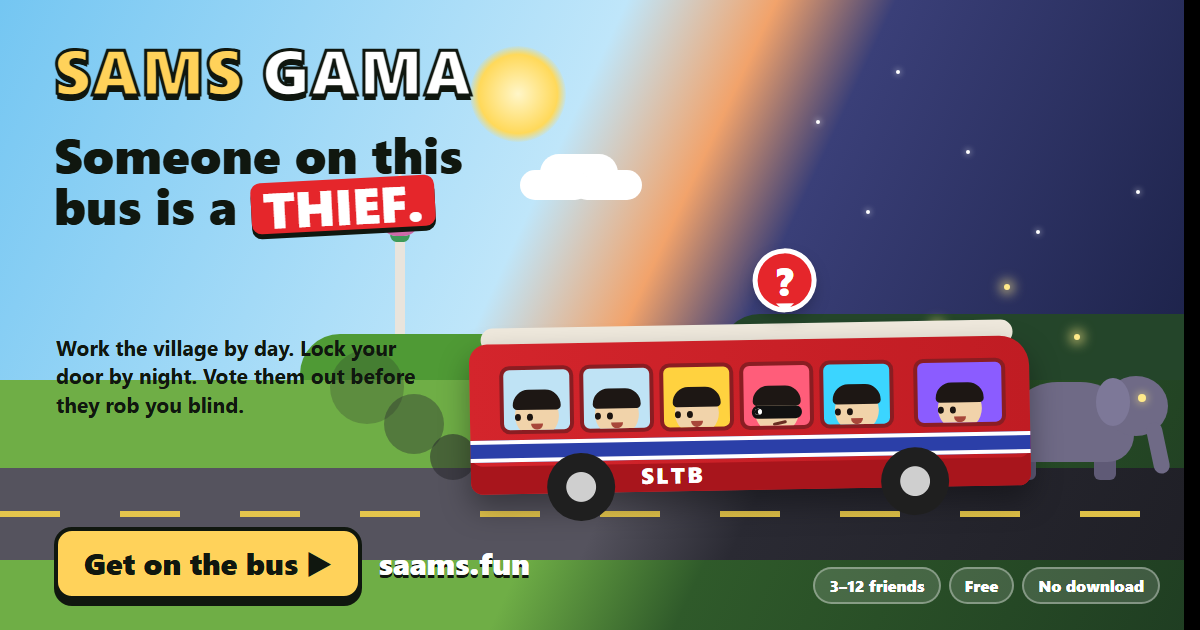 SAMS GAMA
Someone on this
bus is a THIEF.
?
Work the village by day. Lock your
door by night. Vote them out before
they rob you blind.
SLTB
Get on the bus ▶
saams.fun
3–12 friends
Free
No download